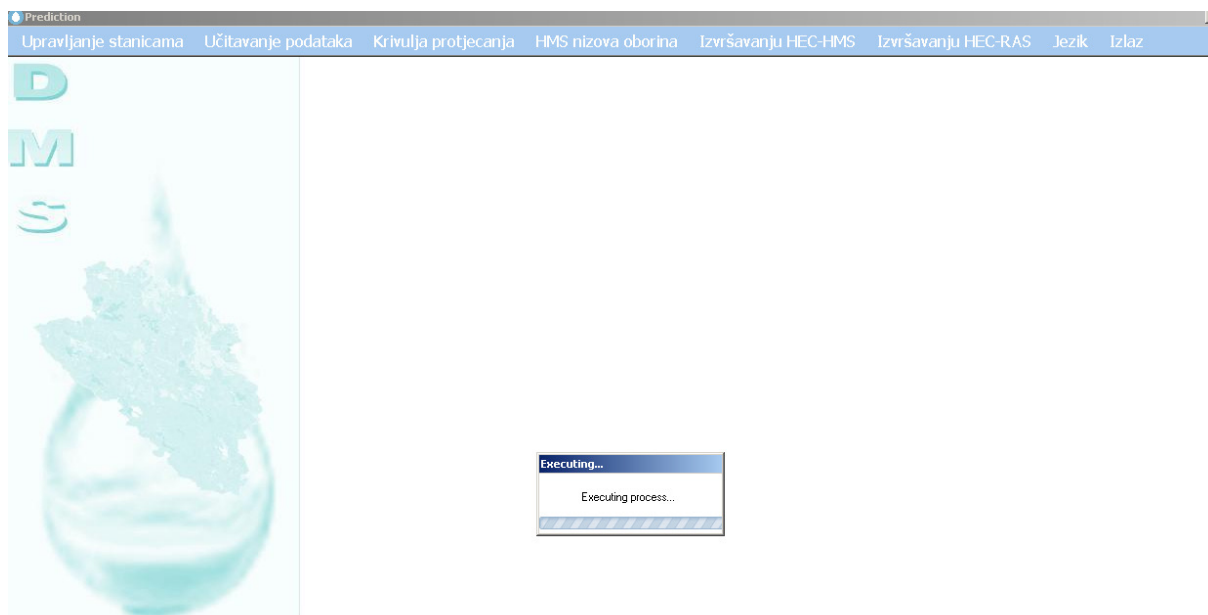 Prediction
Upravljanje stanicama Učitavanje podataka Krivulja protjecanja HMS nizova oborina Izvršavanju HEC-HMS Izvršavanju HEC-RAS Jezik Izlaz
D
M
S
Executing...
Executing process...